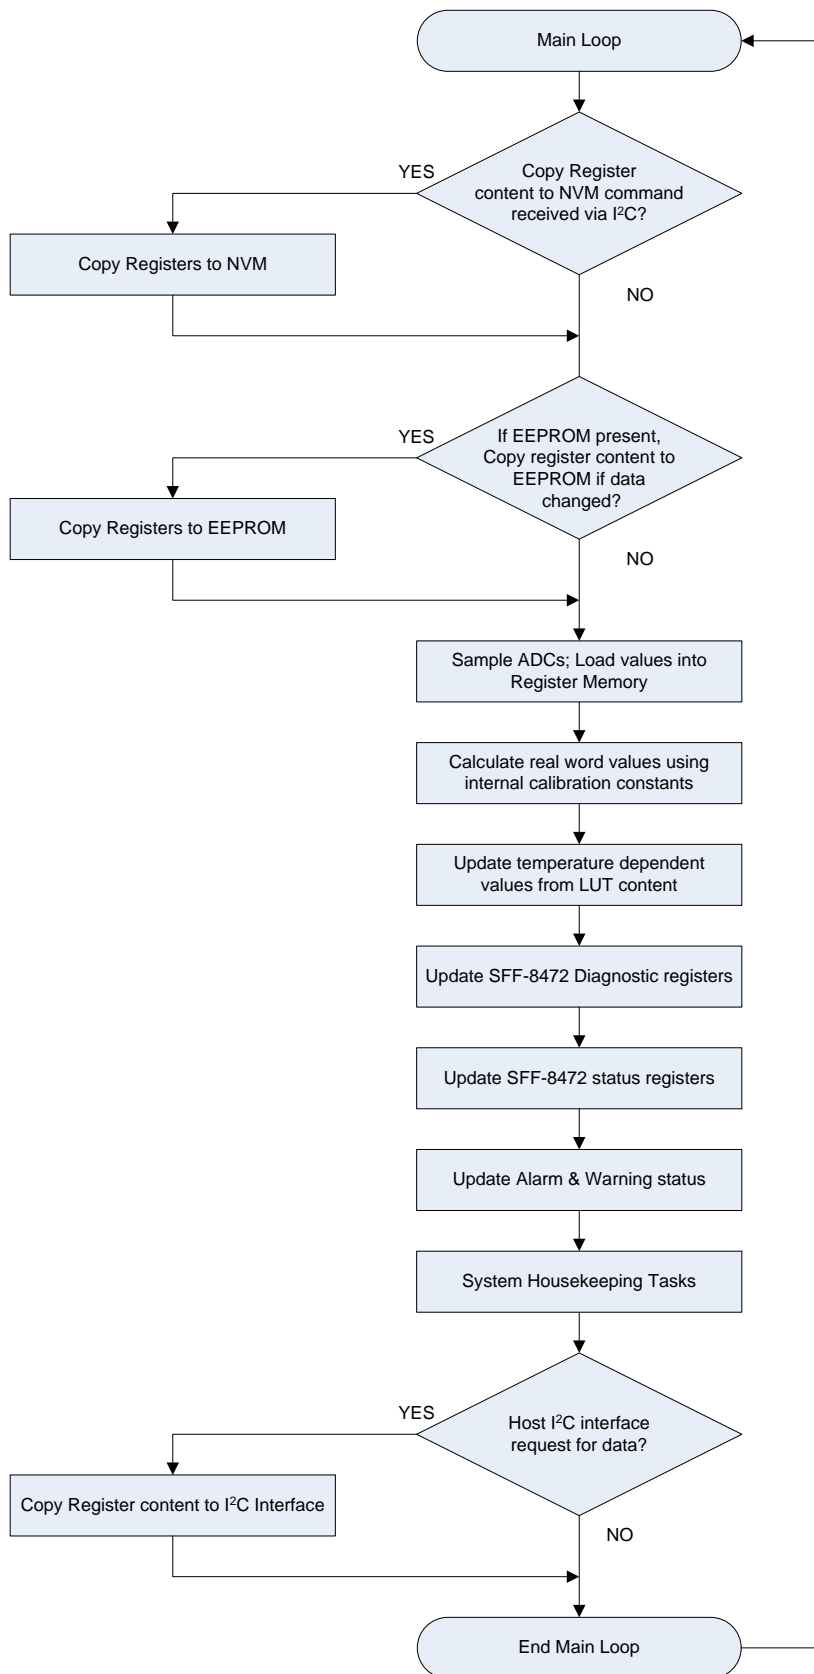 Main Loop
Copy Register
content to NVM command
received via I²C?
YES
Copy Registers to NVM
NO
If EEPROM present,
Copy register content to
EEPROM if data
changed?
YES
Copy Registers to EEPROM
NO
Sample ADCs; Load values into
Register Memory
Calculate real word values using
internal calibration constants
Update temperature dependent
values from LUT content
Update SFF-8472 Diagnostic registers
Update SFF-8472 status registers
Update Alarm & Warning status
System Housekeeping Tasks
Host I²C interface
request for data?
YES
Copy Register content to I²C Interface
NO
End Main Loop